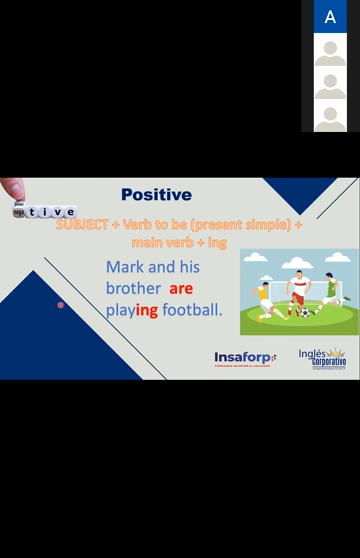 A
tive
Positive
SUBJECT + Verb to be (present simple) +
main verb + ing
Mark and his
brother are
playing football.
Insaforp
Inglés
Corporativo